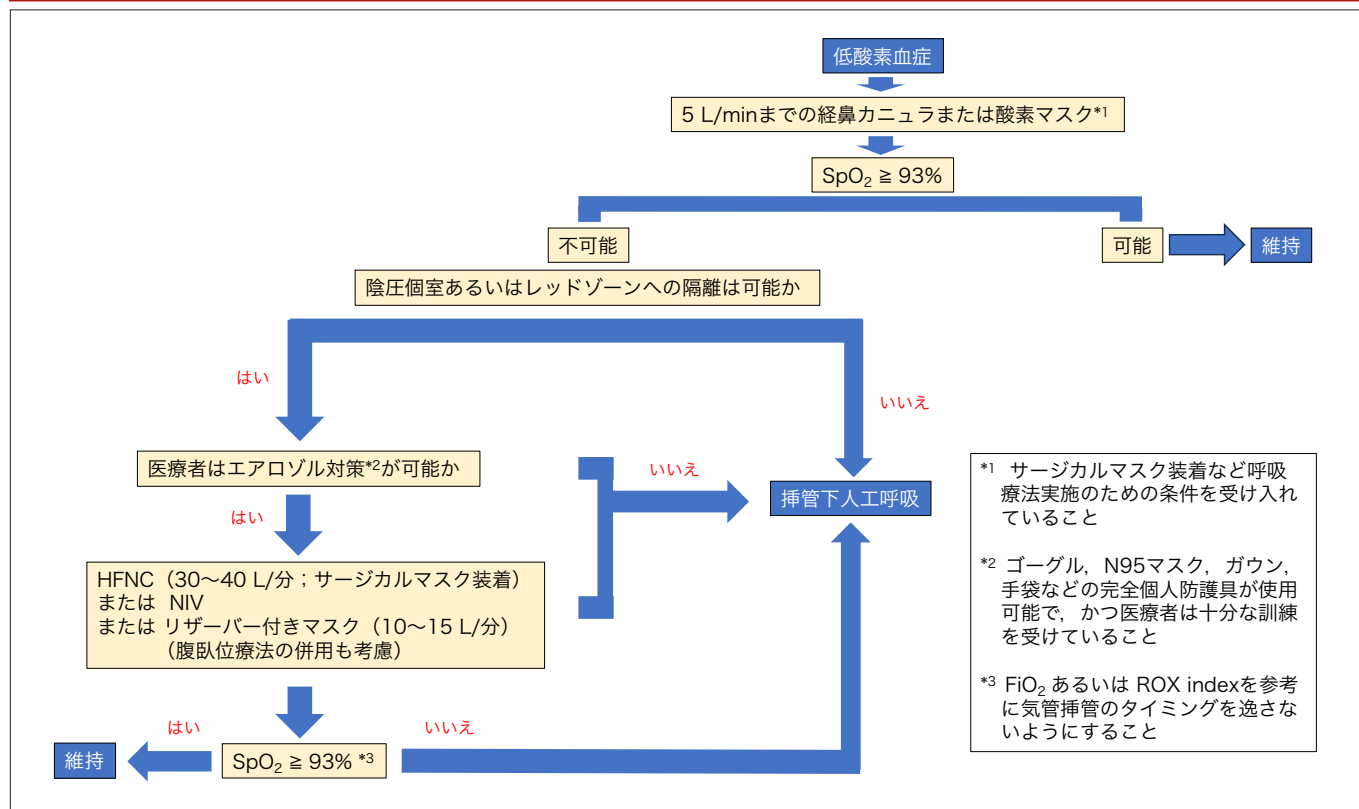 低酸素血症
5 L/minまでの経鼻カニュラまたは酸素マスク*1
SpO₂ ≧ 93%
不可能
可能
維持
陰圧個室あるいはレッドゾーンへの隔離は可能か
はい
いいえ
医療者はエアロゾル対策*2が可能か
いいえ
挿管下人工呼吸
はい
HFNC（30〜40 L/分；サージカルマスク装着）
または NIV
または リザーバー付きマスク（10〜15 L/分）
（腹臥位療法の併用も考慮）
はい
いいえ
維持
SpO₂ ≧ 93% *3
*1 サージカルマスク装着など呼吸
療法実施のための条件を受け入れ
ていること
*2 ゴーグル，N95マスク，ガウン，
手袋などの完全個人防護具が使用
可能で，かつ医療者は十分な訓練
を受けていること
*3 FiO₂ あるいは ROX indexを参考
に気管挿管のタイミングを逸さな
いようにすること